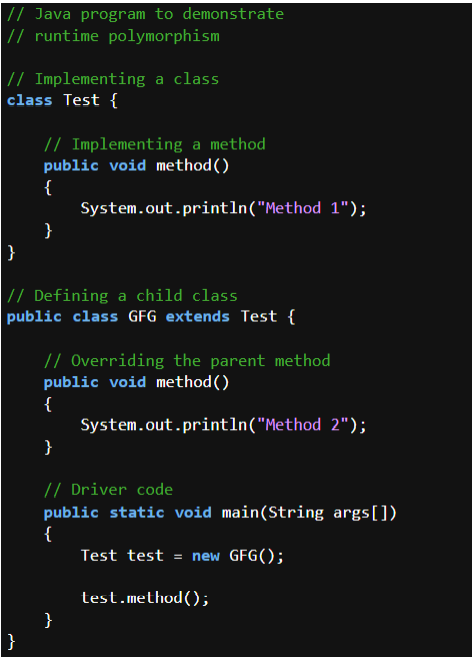 // Java program to demonstrate
// runtime polymorphism
// Implementing a class
class Test {
// Implementing a method
public void method()
{
System.out.println("Method 1");
}
}
// Defining a child class
public class GFG extends Test {
// Overriding the parent method
public void method()
{
System.out.println("Method 2");
}
// Driver code
public static void main(String args[])
{
Test test = new GFG();
test.method();
}
}